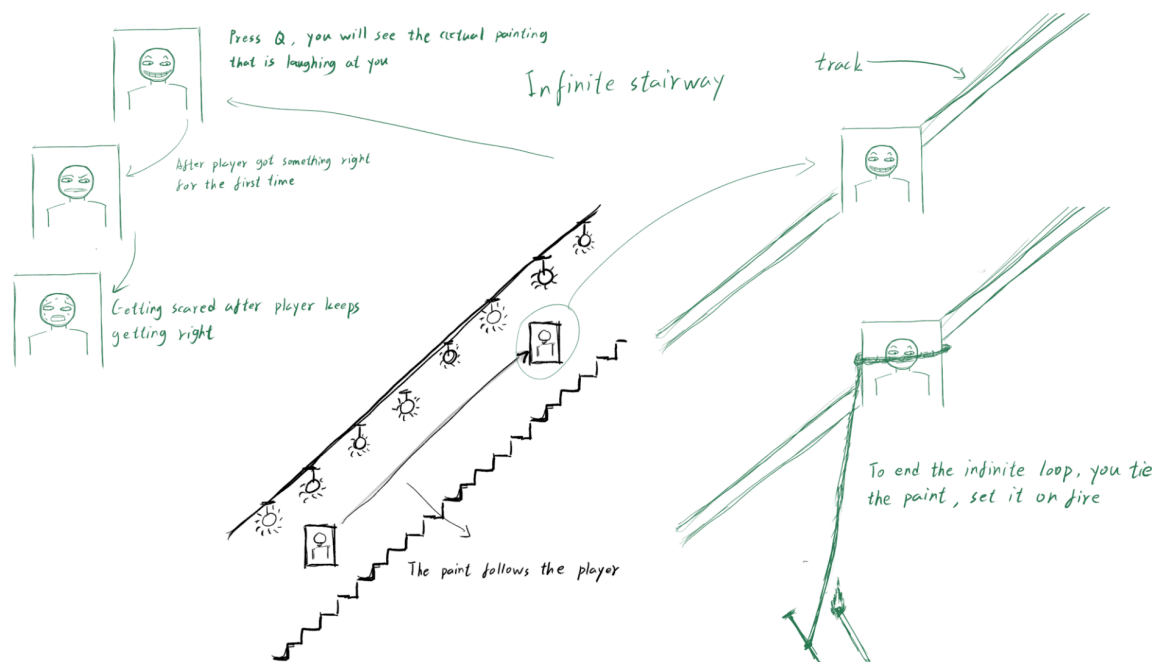 Press Q, you will see the actual painting
that is laughing at you
Infinite stairway
track
After player got something right
for the first time
Getting scared after player keeps
getting right
The paint follows the player
To end the infinite loop, you tie
the paint, set it on fire